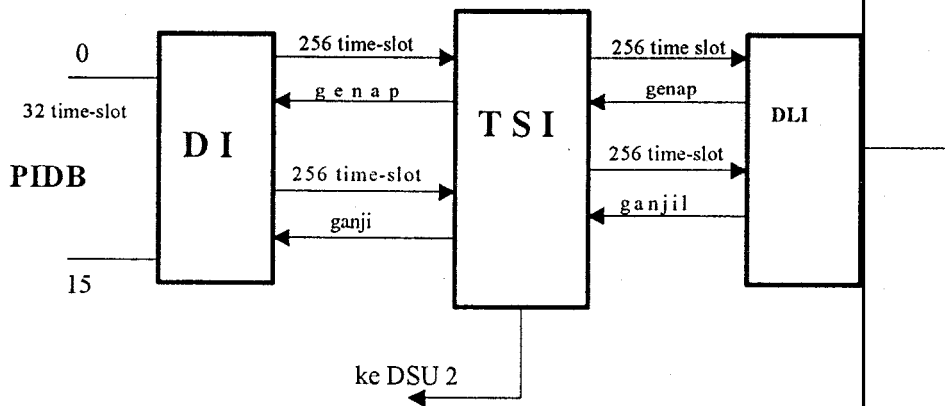 0
256 time-slot
256 time slot
g e n a p
genap
32 time-slot
D I
T S I
DLI
256 time-slot
256 time-slot
PIDB
ganji
ganjil
15
ke DSU 2